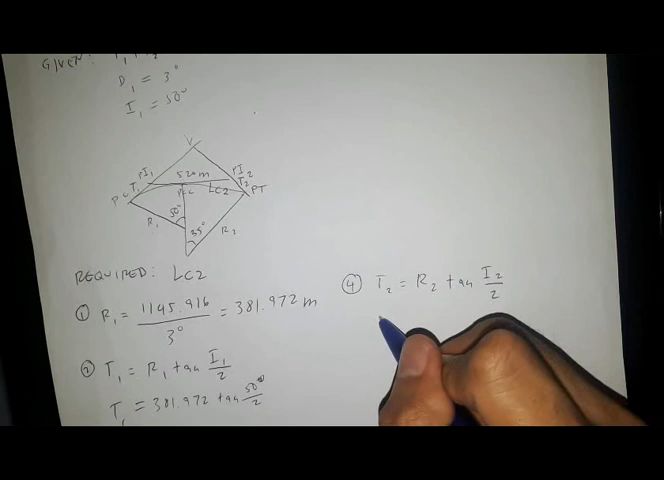 GIVEN:
D₁ = 3°
I₁ = 50°
V
PI₁
520m
PI₂
T₁
T₂
PC
PCC
LC2
PT
50°
R₁
35°
R₂
REQUIRED: LC2
① R₁ = 1145.916 / 3° = 381.972 m
② T₁ = R₁ tan I₁/2
T₁ = 381.972 tan 50°/2
④ T₂ = R₂ tan I₂/2